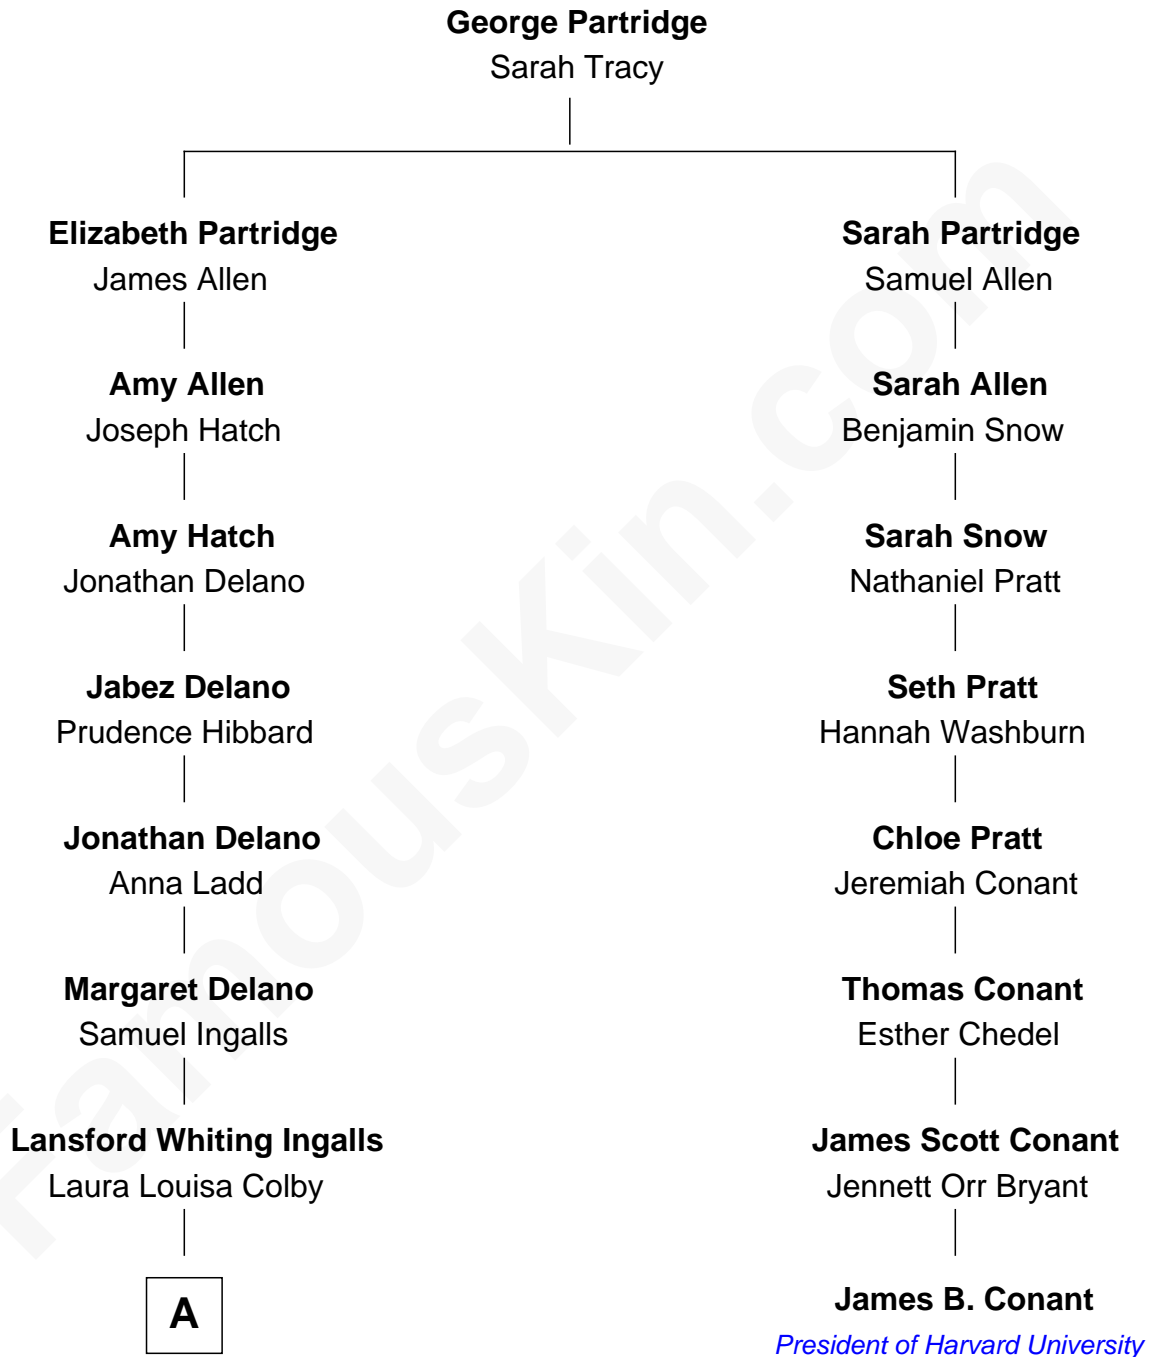 George Partridge
Sarah Tracy
Elizabeth Partridge
James Allen
Sarah Partridge
Samuel Allen
Amy Allen
Joseph Hatch
Sarah Allen
Benjamin Snow
Amy Hatch
Jonathan Delano
Sarah Snow
Nathaniel Pratt
Jabez Delano
Prudence Hibbard
Seth Pratt
Hannah Washburn
Jonathan Delano
Anna Ladd
Chloe Pratt
Jeremiah Conant
Margaret Delano
Samuel Ingalls
Thomas Conant
Esther Chedel
Lansford Whiting Ingalls
Laura Louisa Colby
James Scott Conant
Jennett Orr Bryant
A
James B. Conant
President of Harvard University
FamousKin.com